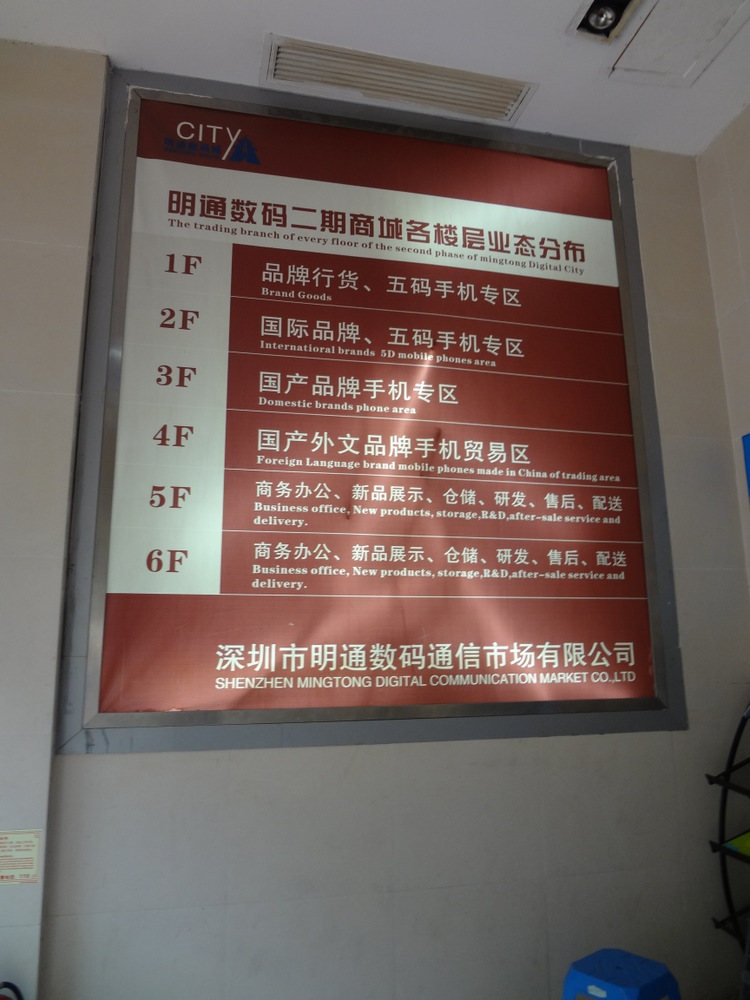 CITY
明通数码二期商城各楼层业态分布
The trading branch of every floor of the second phase of mingtong Digital City
1F
品牌行货、五码手机专区
Brand Goods
2F
国际品牌、五码手机专区
Internatioral brands 5D mobile phones area
3F
国产品牌手机专区
Domestic brands phone area
4F
国产外文品牌手机贸易区
Foreign Language brand mobile phones made in China of trading area
5F
商务办公、新品展示、仓储、研发、售后、配送
Business office, New products, storage,R&D,after-sale service and
delivery.
6F
商务办公、新品展示、仓储、研发、售后、配送
Business office, New products, storage,R&D,after-sale service and
delivery.
深圳市明通数码通信市场有限公司
SHENZHEN MINGTONG DIGITAL COMMUNICATION MARKET CO.,LTD